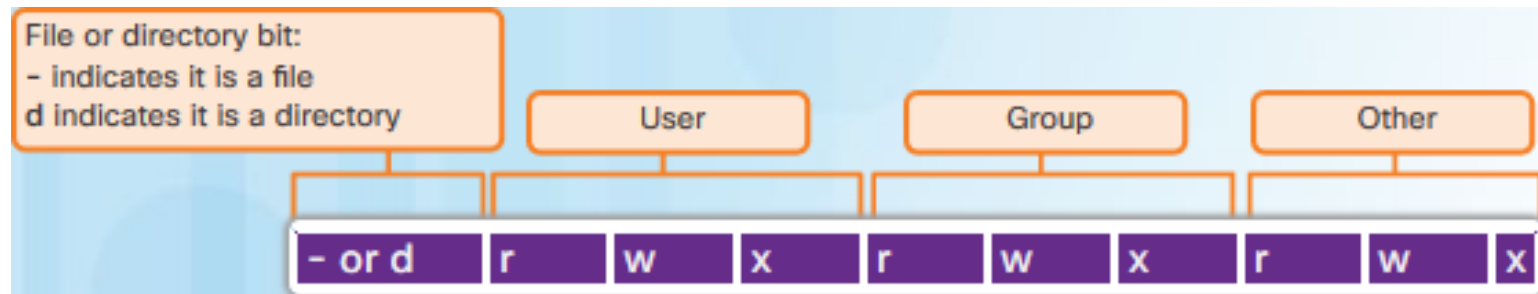 File or directory bit:
- indicates it is a file
d indicates it is a directory
User
Group
Other
- or d r w x r w x r w x